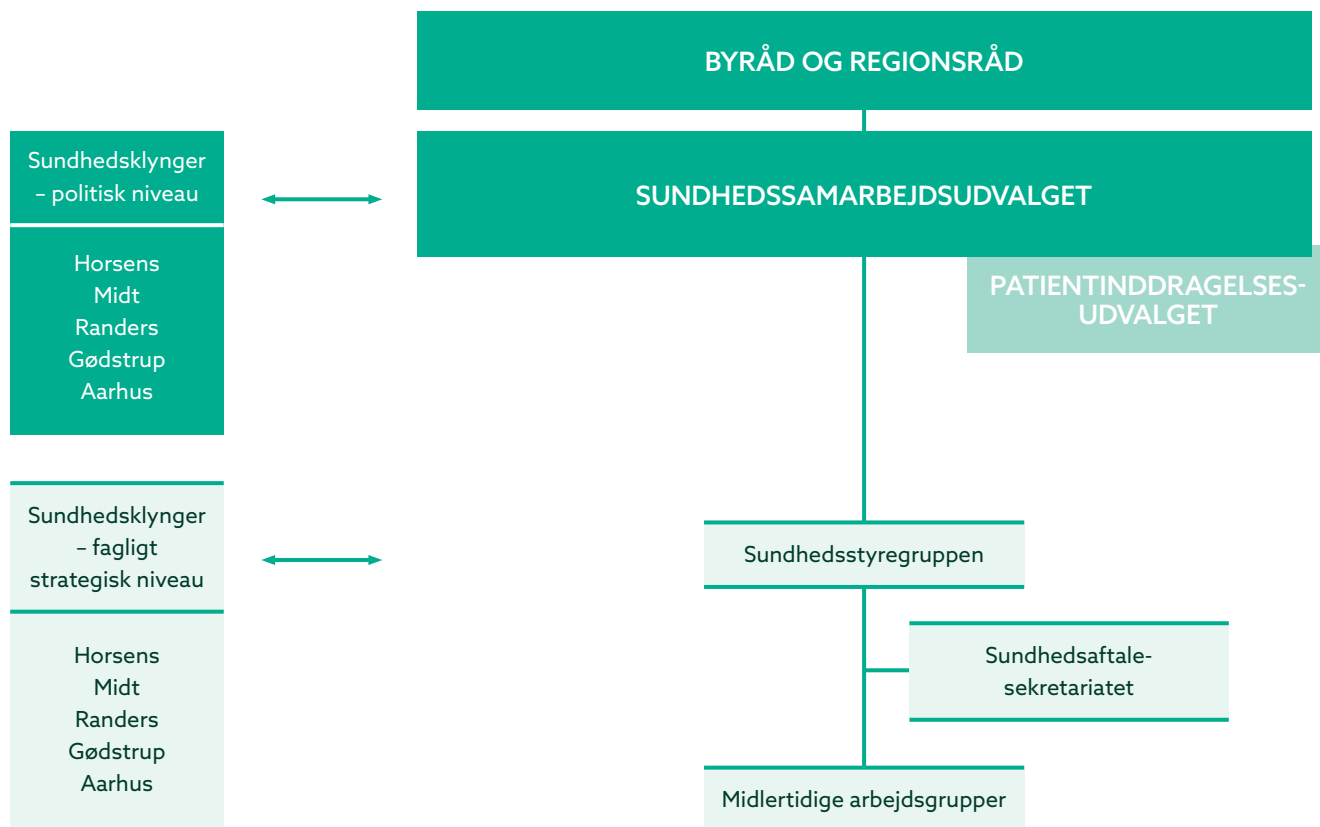 BYRÅD OG REGIONSRÅD
Sundhedsklynger
– politisk niveau
SUNDHEDSSAMARBEJDSUDVALGET
Horsens
Midt
Randers
Gødstrup
Aarhus
PATIENTINDDRAGELSES-
UDVALGET
Sundhedsklynger
– fagligt
strategisk niveau
Sundhedsstyregruppen
Horsens
Midt
Randers
Gødstrup
Aarhus
Sundhedsaftale-
sekretariatet
Midlertidige arbejdsgrupper